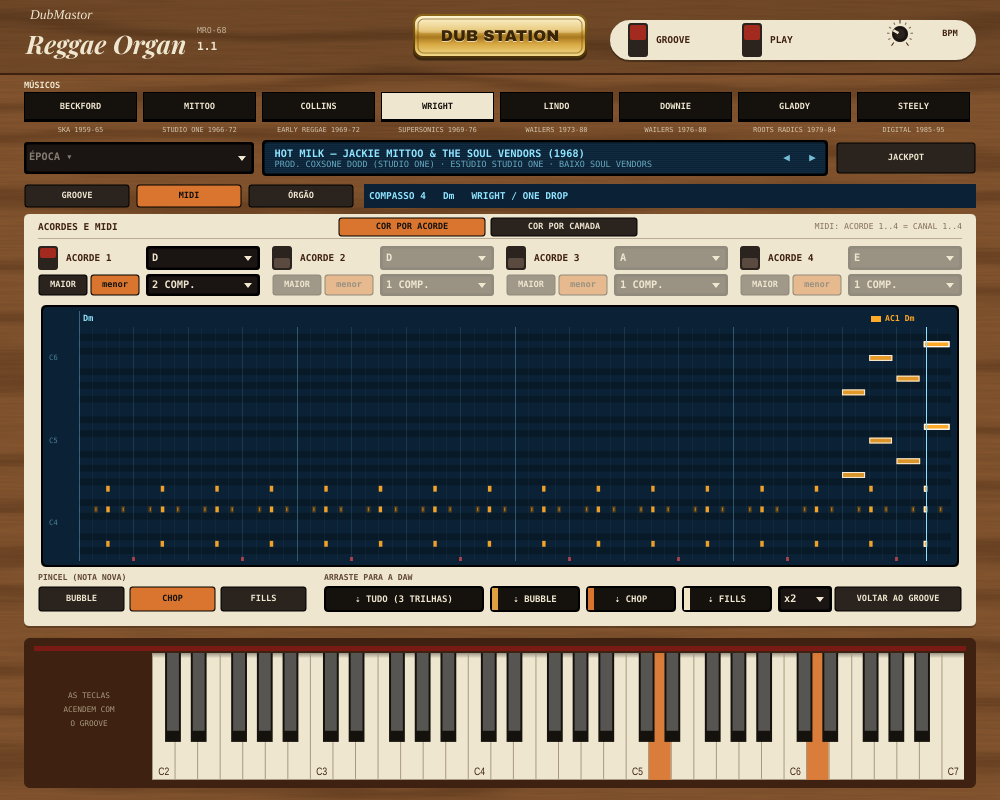 DubMastor
Reggae Organ
MRO-68
1.1
DUB STATION
GROOVE
PLAY
BPM
MÚSICOS
BECKFORD
MITTOO
COLLINS
WRIGHT
LINDO
DOWNIE
GLADDY
STEELY
SKA 1959-65
STUDIO ONE 1966-72
EARLY REGGAE 1969-72
SUPERSONICS 1969-76
WAILERS 1973-80
WAILERS 1976-80
ROOTS RADICS 1979-84
DIGITAL 1985-95
ÉPOCA ▾
HOT MILK — JACKIE MITTOO & THE SOUL VENDORS (1968)
PROD. COXSONE DODD (STUDIO ONE) · ESTÚDIO STUDIO ONE · BAIXO SOUL VENDORS
◀ ▶
JACKPOT
GROOVE
MIDI
ÓRGÃO
COMPASSO 4 Dm WRIGHT / ONE DROP
ACORDES E MIDI
COR POR ACORDE
COR POR CAMADA
MIDI: ACORDE 1..4 = CANAL 1..4
ACORDE 1
D
ACORDE 2
D
ACORDE 3
A
ACORDE 4
E
MAIOR
menor
2 COMP.
MAIOR
menor
1 COMP.
MAIOR
menor
1 COMP.
MAIOR
menor
1 COMP.
Dm
AC1 Dm
C6
C5
C4
PINCEL (NOTA NOVA)
ARRASTE PARA A DAW
BUBBLE
CHOP
FILLS
⇣ TUDO (3 TRILHAS)
⇣ BUBBLE
⇣ CHOP
⇣ FILLS
x2
VOLTAR AO GROOVE
AS TECLAS
ACENDEM COM
O GROOVE
C2
C3
C4
C5
C6
C7